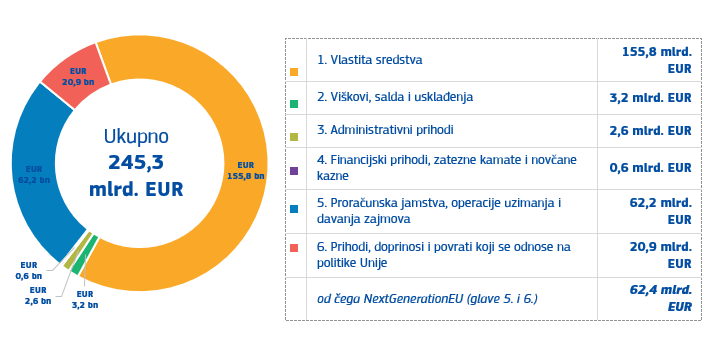 EUR
20,9 bn
EUR
62,2 bn
Ukupno
245,3
mlrd. EUR
EUR
155,8 bn
EUR
0,6 bn
EUR
2,6 bn
EUR
3,2 bn
1. Vlastita sredstva
155,8 mlrd.
EUR
2. Viškovi, salda i usklađenja
3,2 mlrd. EUR
3. Administrativni prihodi
2,6 mlrd. EUR
4. Financijski prihodi, zatezne kamate i novčane
kazne
0,6 mlrd. EUR
5. Proračunska jamstva, operacije uzimanja i
davanja zajmova
62,2 mlrd.
EUR
6. Prihodi, doprinosi i povrati koji se odnose na
politike Unije
20,9 mlrd.
EUR
od čega NextGenerationEU (glave 5. i 6.)
62,4 mlrd.
EUR